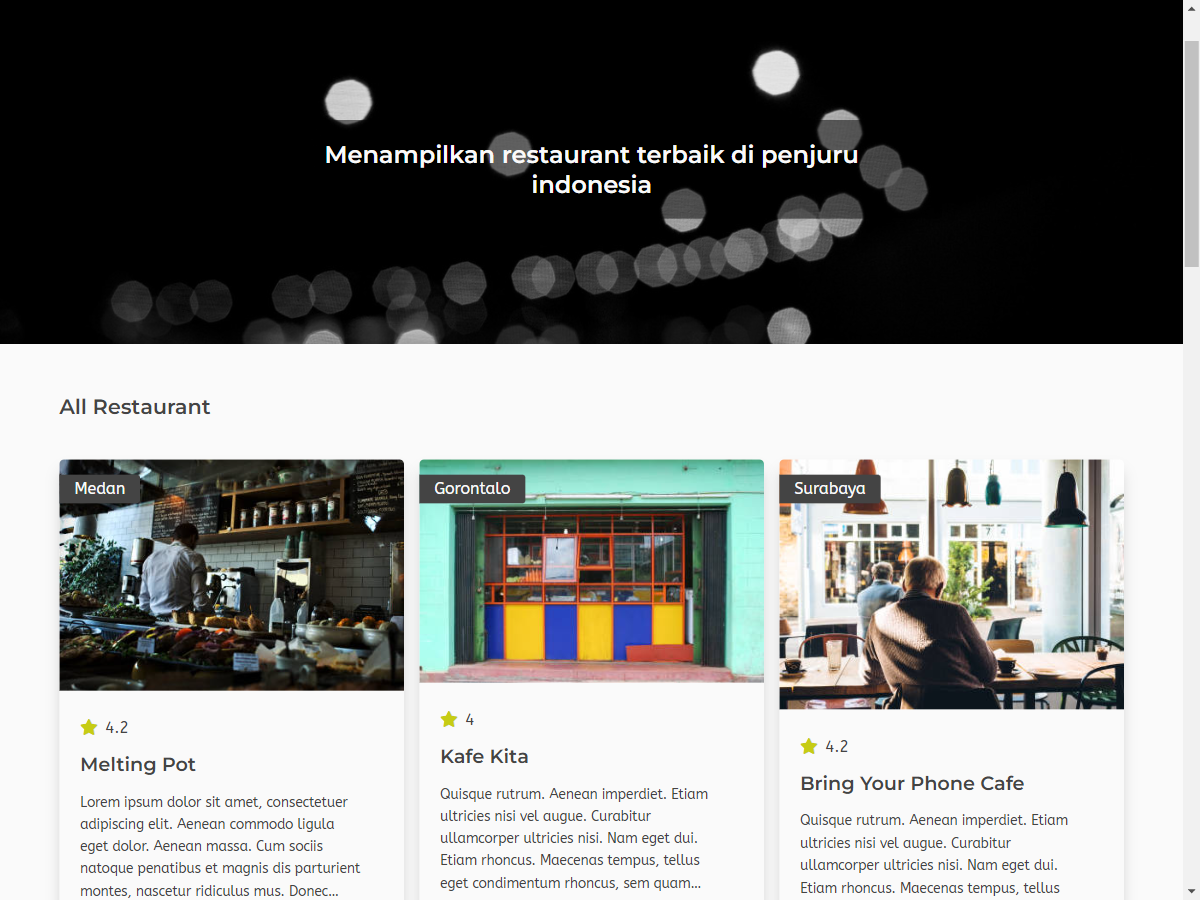 Menampilkan restaurant terbaik di penjuru
indonesia
All Restaurant
Medan
Gorontalo
Surabaya
4.2
Melting Pot
Lorem ipsum dolor sit amet, consectetuer
adipiscing elit. Aenean commodo ligula
eget dolor. Aenean massa. Cum sociis
natoque penatibus et magnis dis parturient
montes, nascetur ridiculus mus. Donec...
4
Kafe Kita
Quisque rutrum. Aenean imperdiet. Etiam
ultricies nisi vel augue. Curabitur
ullamcorper ultricies nisi. Nam eget dui.
Etiam rhoncus. Maecenas tempus, tellus
eget condimentum rhoncus, sem quam...
4.2
Bring Your Phone Cafe
Quisque rutrum. Aenean imperdiet. Etiam
ultricies nisi vel augue. Curabitur
ullamcorper ultricies nisi. Nam eget dui.
Etiam rhoncus. Maecenas tempus, tellus